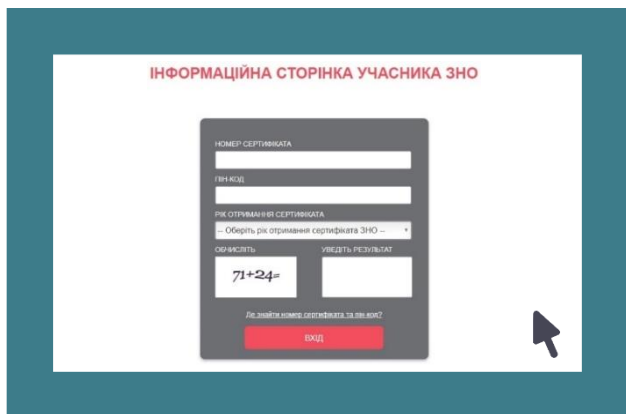 ІНФОРМАЦІЙНА СТОРІНКА УЧАСНИКА ЗНО
НОМЕР СЕРТИФІКАТА
ПІН-КОД
РІК ОТРИМАННЯ СЕРТИФІКАТА
-- Оберіть рік отримання сертифіката ЗНО --
ОБЧИСЛІТЬ УВЕДІТЬ РЕЗУЛЬТАТ
71+24=
Де знайти номер сертифіката та пін-код?
ВХІД